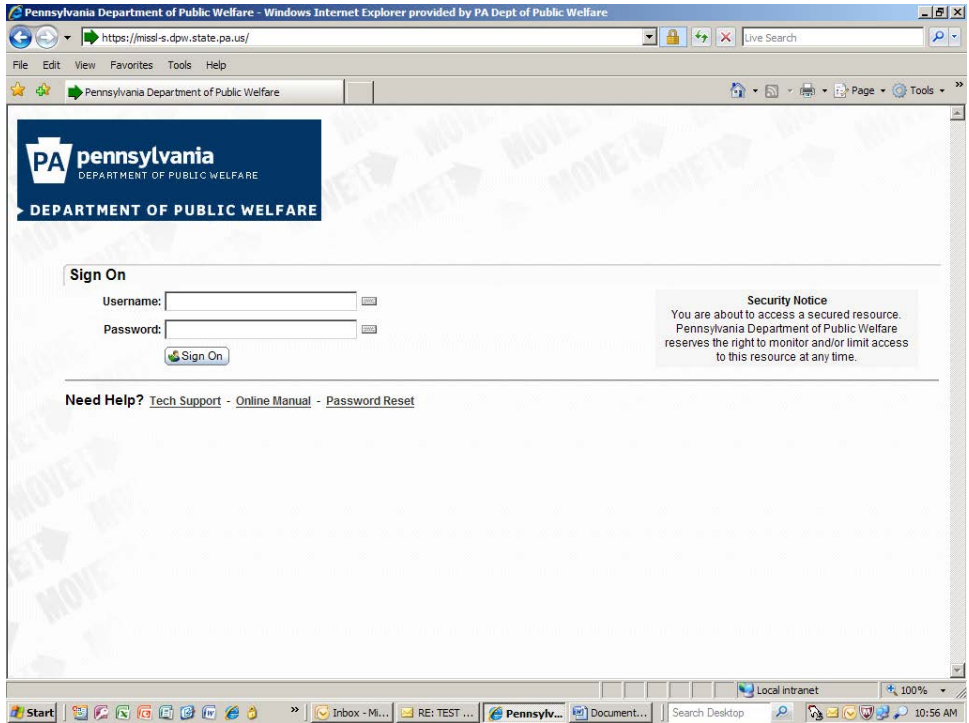 Pennsylvania Department of Public Welfare - Windows Internet Explorer provided by PA Dept of Public Welfare
https://missl-s.dpw.state.pa.us/
Live Search
File Edit View Favorites Tools Help
Pennsylvania Department of Public Welfare
Page Tools
PA pennsylvania
DEPARTMENT OF PUBLIC WELFARE
DEPARTMENT OF PUBLIC WELFARE
Sign On
Username:
Password:
Sign On
Security Notice
You are about to access a secured resource.
Pennsylvania Department of Public Welfare
reserves the right to monitor and/or limit access
to this resource at any time.
Need Help? Tech Support - Online Manual - Password Reset
MOVEit
MOVEit
MOVEit
MOVEit
Local intranet 100%
Start Inbox - Mi... RE: TEST ... Pennsylv... Document... Search Desktop 10:56 AM